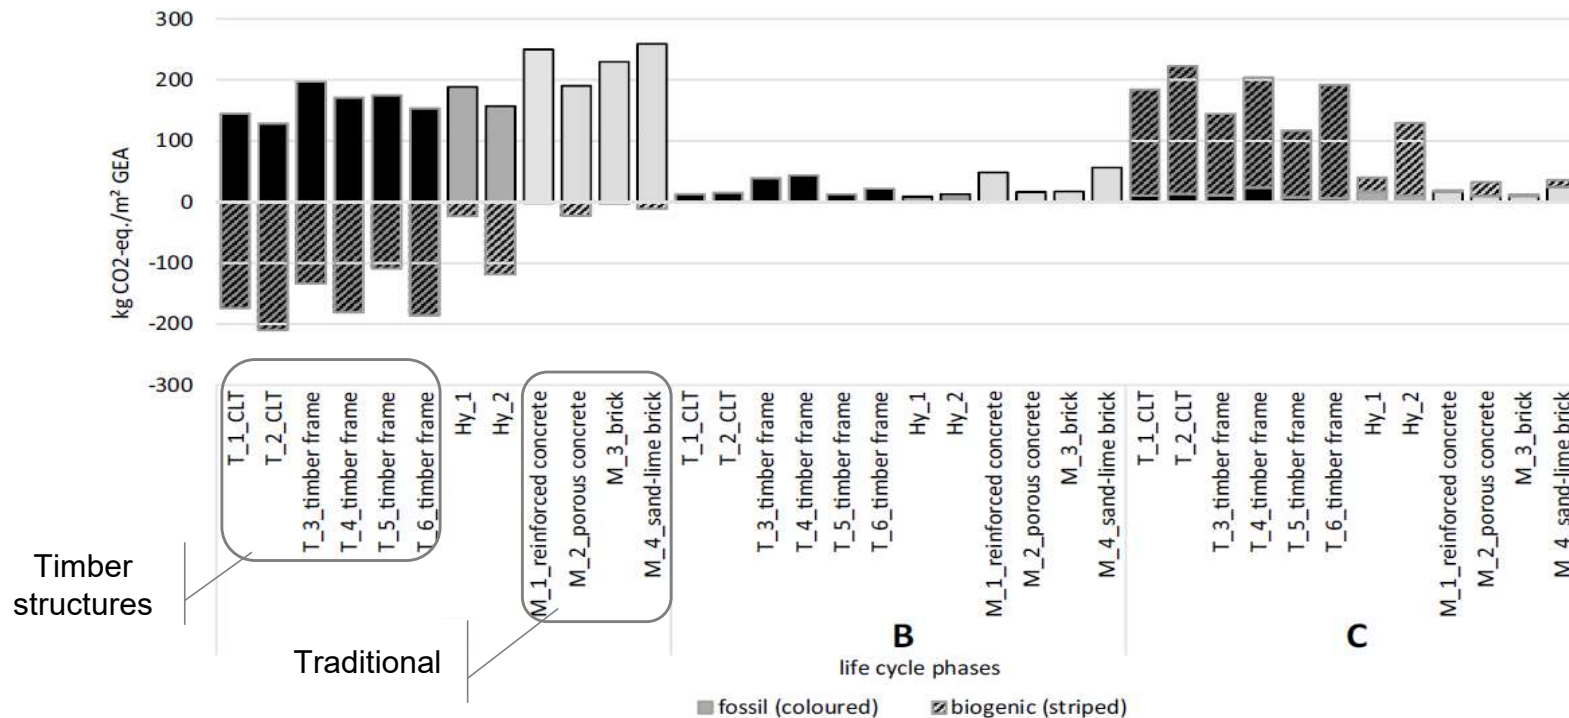 300
200
100
0
-100
-200
-300
kg CO2-eq./m² GEA
T_1_CLT
T_2_CLT
T_3_timber frame
T_4_timber frame
T_5_timber frame
T_6_timber frame
Hy_1
Hy_2
M_1_reinforced concrete
M_2_porous concrete
M_3_brick
M_4_sand-lime brick
T_1_CLT
T_2_CLT
T_3_timber frame
T_4_timber frame
T_5_timber frame
T_6_timber frame
Hy_1
Hy_2
M_1_reinforced concrete
M_2_porous concrete
M_3_brick
M_4_sand-lime brick
T_1_CLT
T_2_CLT
T_3_timber frame
T_4_timber frame
T_5_timber frame
T_6_timber frame
Hy_1
Hy_2
M_1_reinforced concrete
M_2_porous concrete
M_3_brick
M_4_sand-lime brick
Timber
structures
Traditional
B
C
life cycle phases
fossil (coloured)
biogenic (striped)